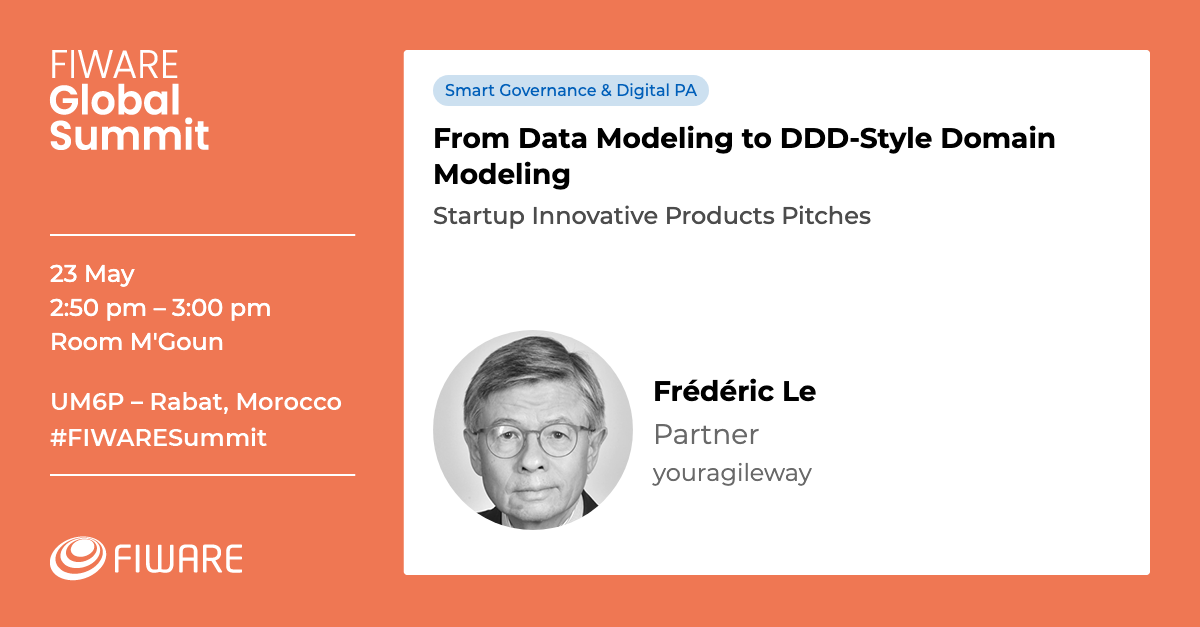 FIWARE
Global
Summit
23 May
2:50 pm – 3:00 pm
Room M'Goun
UM6P – Rabat, Morocco
#FIWARESummit
FIWARE
Smart Governance & Digital PA
From Data Modeling to DDD-Style Domain
Modeling
Startup Innovative Products Pitches
Frédéric Le
Partner
youragileway